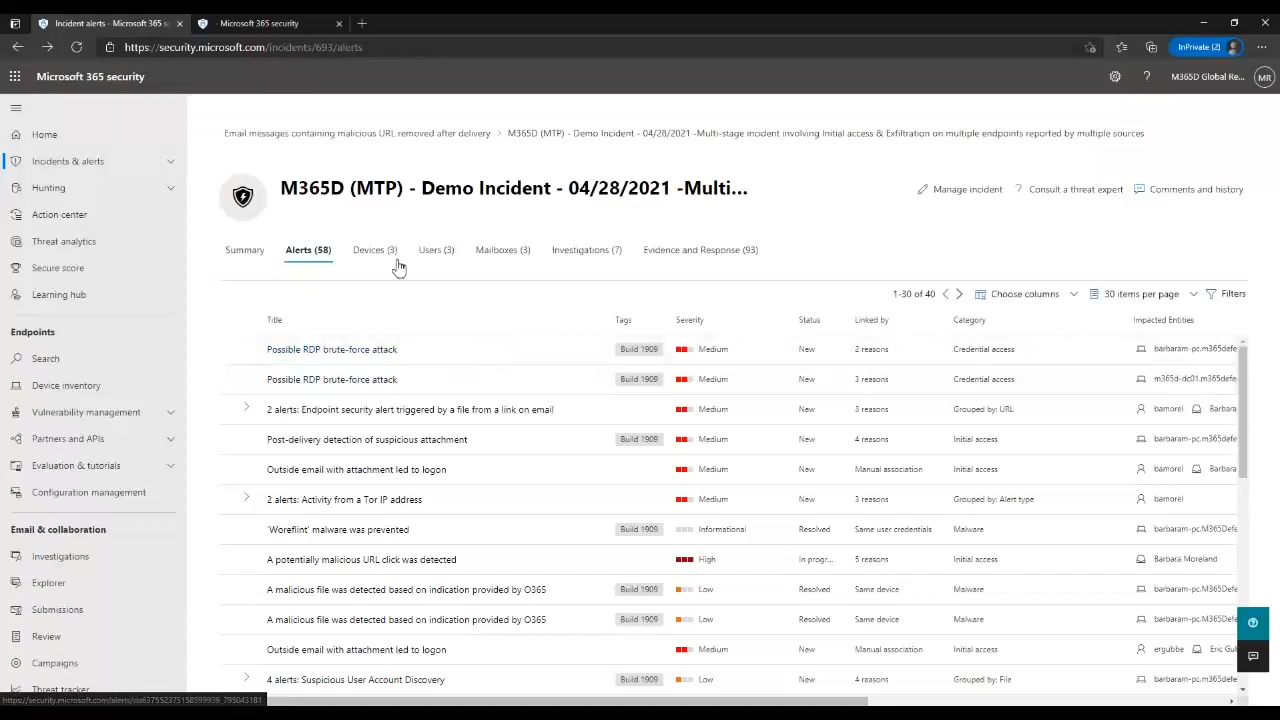 Incident alerts - Microsoft 365 s
- Microsoft 365 security
https://security.microsoft.com/incidents/693/alerts
InPrivate (2)
Microsoft 365 security
M365D Global Re...
MR
Home
Incidents & alerts
Hunting
Action center
Threat analytics
Secure score
Learning hub
Endpoints
Search
Device inventory
Vulnerability management
Partners and APIs
Evaluation & tutorials
Configuration management
Email & collaboration
Investigations
Explorer
Submissions
Review
Campaigns
Threat tracker
Email messages containing malicious URL removed after delivery > M365D (MTP) - Demo Incident - 04/28/2021 -Multi-stage incident involving Initial access & Exfiltration on multiple endpoints reported by multiple sources
M365D (MTP) - Demo Incident - 04/28/2021 -Multi...
Manage incident ? Consult a threat expert Comments and history
Summary Alerts (58) Devices (3) Users (3) Mailboxes (3) Investigations (7) Evidence and Response (93)
1-30 of 40 Choose columns 30 items per page Filters
Title Tags Severity Status Linked by Category Impacted Entities
Possible RDP brute-force attack Build 1909 Medium New 2 reasons Credential access barbaram-pc.m365defe
Possible RDP brute-force attack Build 1909 Medium New 3 reasons Credential access m365d-dc01.m365defe
2 alerts: Endpoint security alert triggered by a file from a link on email Medium New 3 reasons Grouped by: URL bamorel Barbara
Post-delivery detection of suspicious attachment Build 1909 Medium New 4 reasons Initial access barbaram-pc.m365defe
Outside email with attachment led to logon Medium New Manual association Initial access bamorel Barbara
2 alerts: Activity from a Tor IP address Medium New 3 reasons Grouped by: Alert type bamorel
'Woreflint' malware was prevented Build 1909 Informational Resolved Same user credentials Malware barbaram-pc.M365Defe
A potentially malicious URL click was detected High In progr... 5 reasons Initial access Barbara Moreland
A malicious file was detected based on indication provided by O365 Build 1909 Low Resolved Same device Malware barbaram-pc.M365Defe
A malicious file was detected based on indication provided by O365 Build 1909 Low Resolved Same device Malware barbaram-pc.M365Defe
Outside email with attachment led to logon Medium New Manual association Initial access ergubbe Eric Gub
4 alerts: Suspicious User Account Discovery Low New 4 reasons Grouped by: File